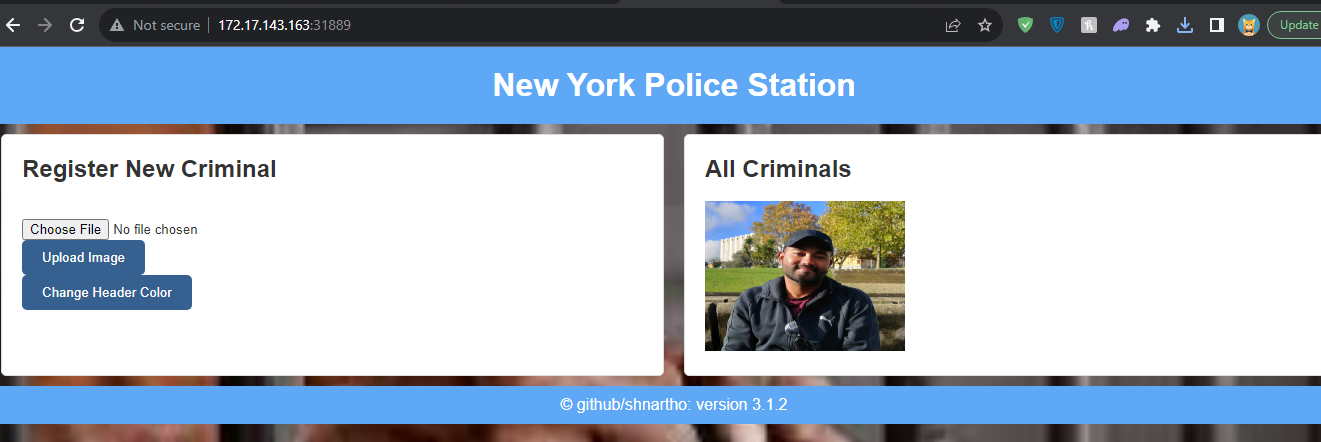 Not secure 172.17.143.163:31889
Update
New York Police Station
Register New Criminal
Choose File No file chosen
Upload Image
Change Header Color
All Criminals
© github/shnartho: version 3.1.2